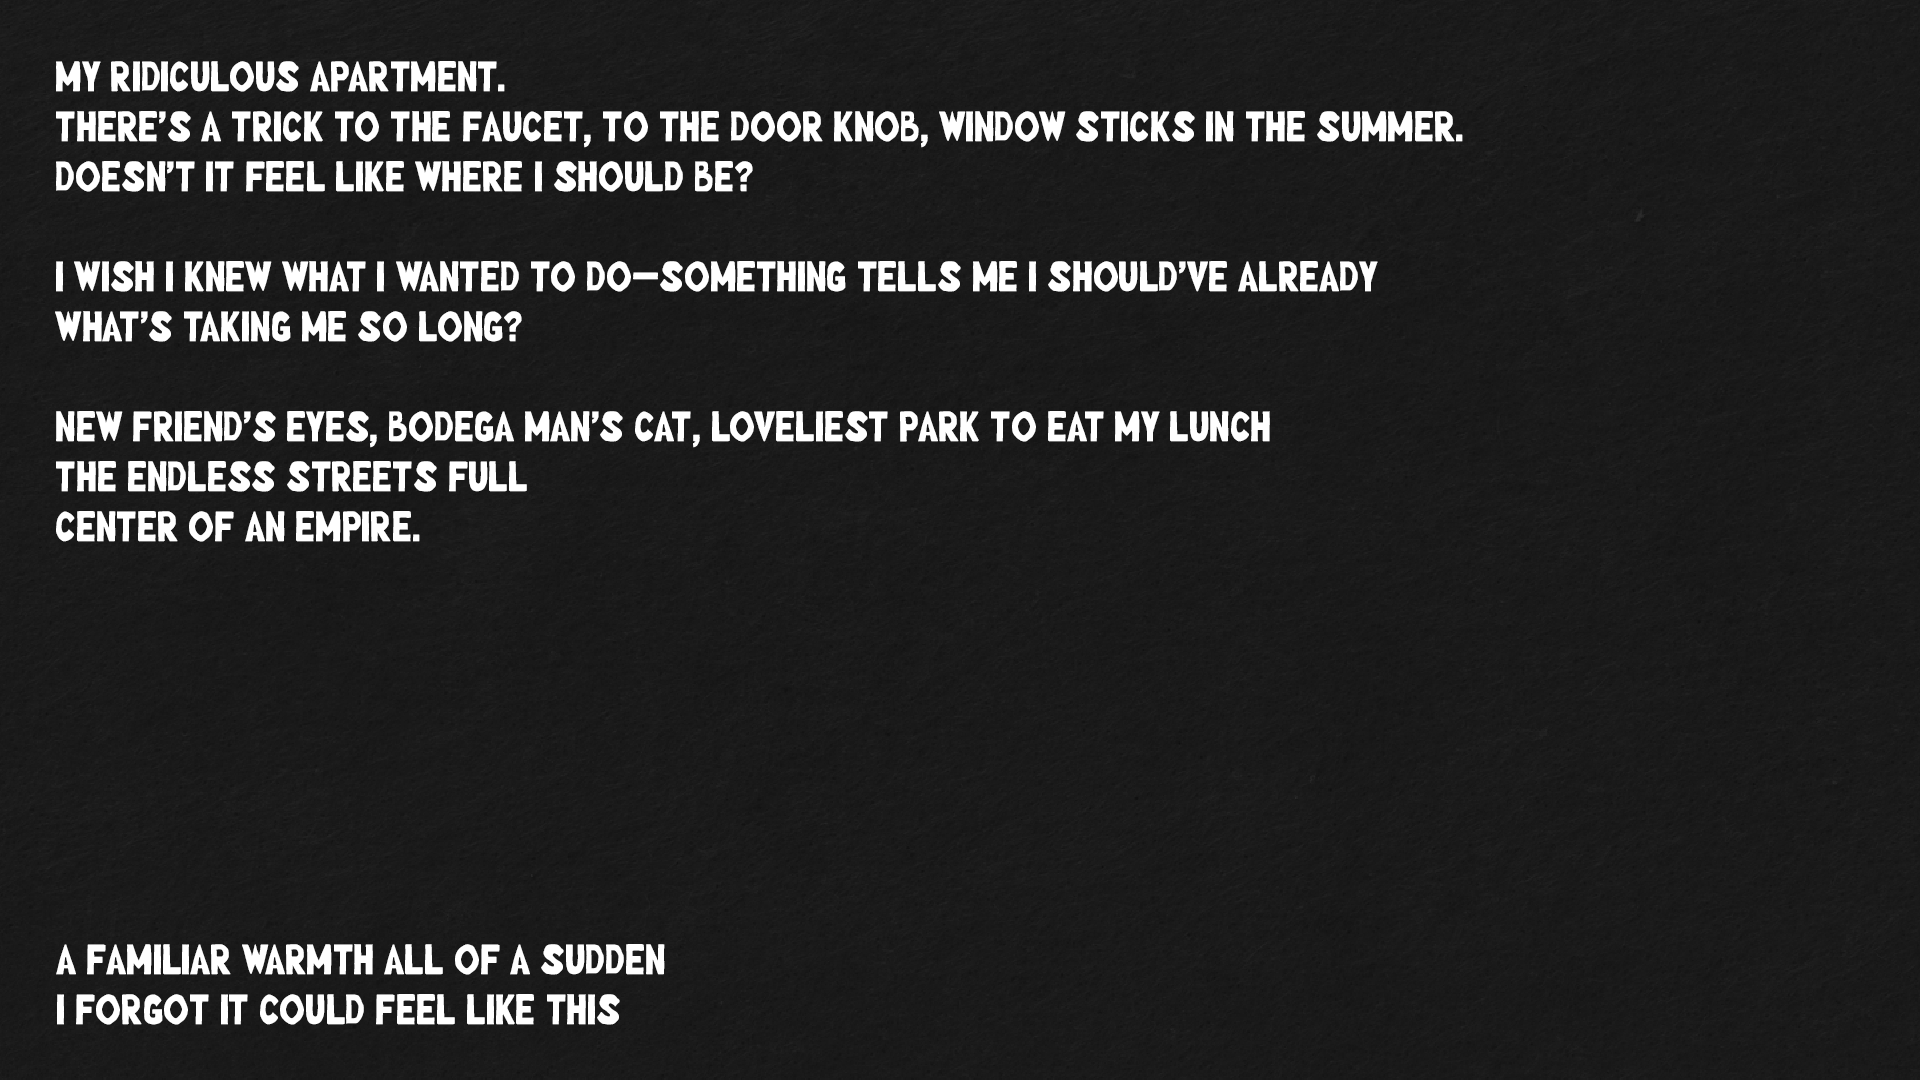 MY RIDICULOUS APARTMENT.
THERE'S A TRICK TO THE FAUCET, TO THE DOOR KNOB, WINDOW STICKS IN THE SUMMER.
DOESN'T IT FEEL LIKE WHERE I SHOULD BE?
I WISH I KNEW WHAT I WANTED TO DO—SOMETHING TELLS ME I SHOULD'VE ALREADY
WHAT'S TAKING ME SO LONG?
NEW FRIEND'S EYES, BODEGA MAN'S CAT, LOVELIEST PARK TO EAT MY LUNCH
THE ENDLESS STREETS FULL
CENTER OF AN EMPIRE.
A FAMILIAR WARMTH ALL OF A SUDDEN
I FORGOT IT COULD FEEL LIKE THIS